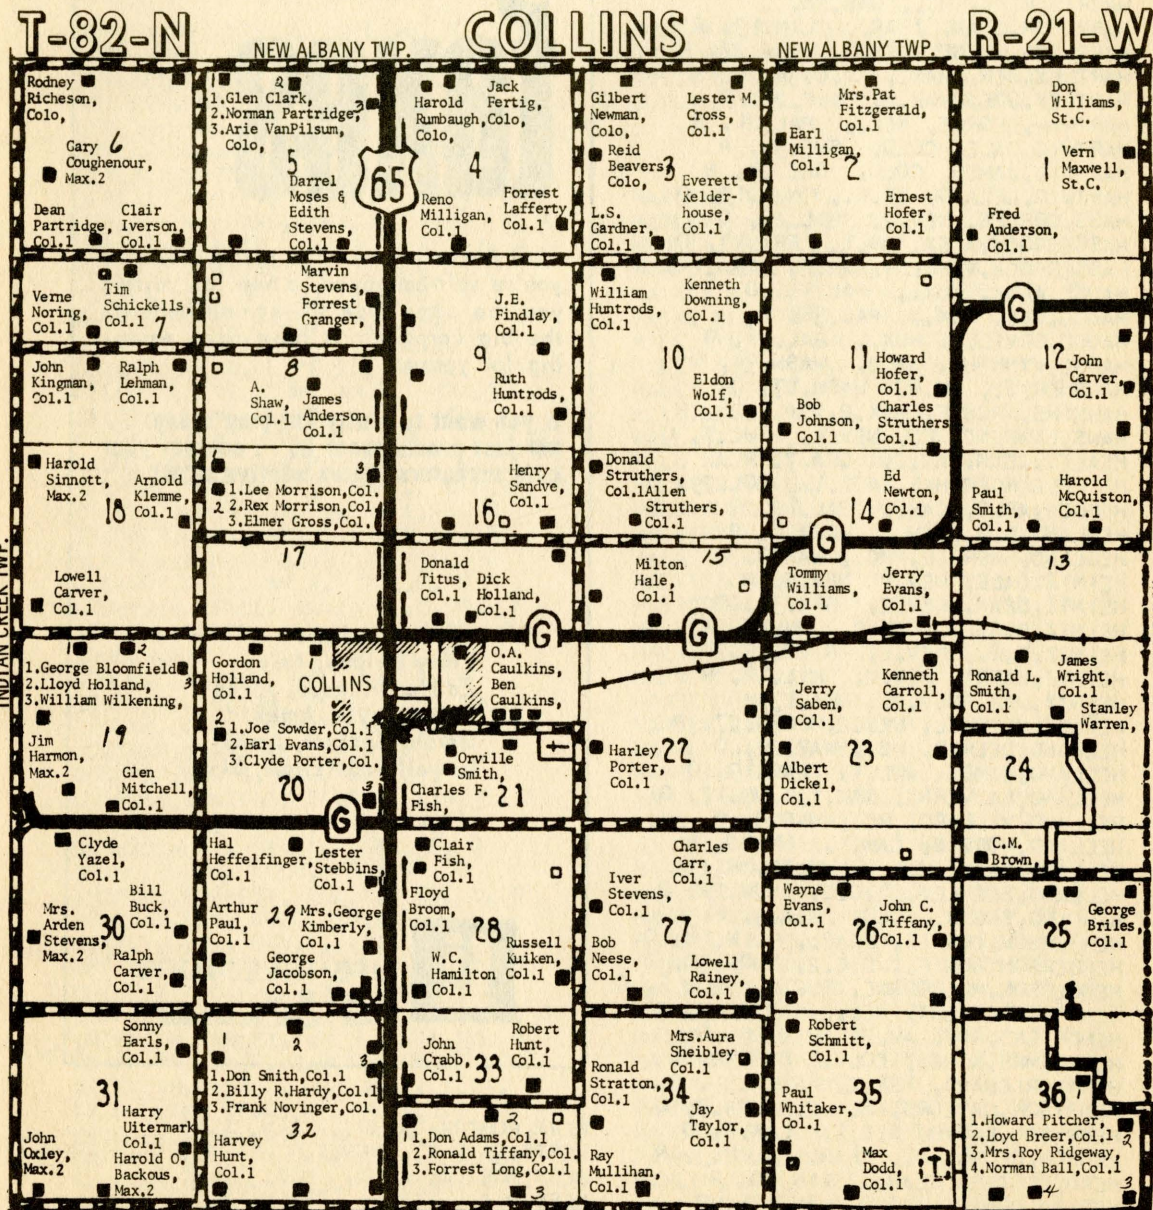 T-82-N
NEW ALBANY TWP.
COLLINS
NEW ALBANY TWP.
R-21-W
INDIAN CREEK TWP.
Rodney
Richeson,
Colo,
Gary 6
Coughenour,
Max.2
Dean
Partridge,
Col.1
Clair
Iverson,
Col.1
1 2
1.Glen Clark,
2.Norman Partridge,
3
3.Arie VanPilsum,
Colo,
5
Darrel
Moses &
Edith
Stevens,
Col.1
65
Harold
Rumbaugh,
Colo,
Jack
Fertig,
Colo,
4
Reno
Milligan,
Col.1
Forrest
Lafferty,
Col.1
Gilbert
Newman,
Colo,
Lester M.
Cross,
Col.1
Reid
Beavers,
Colo,
3
Everett
Kelder-
house,
Col.1
L.S.
Gardner,
Col.1
Mrs.Pat
Fitzgerald,
Col.1
Earl
Milligan,
Col.1
2
Ernest
Hofer,
Col.1
Don
Williams,
St.C.
1
Vern
Maxwell,
St.C.
Fred
Anderson,
Col.1
Verne
Noring,
Col.1
Tim
Schickells,
Col.1
7
John
Kingman,
Col.1
Ralph
Lehman,
Col.1
Marvin
Stevens,
Forrest
Granger,
8
A.
Shaw,
Col.1
James
Anderson,
Col.1
J.E.
Findlay,
Col.1
9
Ruth
Huntrods,
Col.1
William
Huntrods,
Col.1
Kenneth
Downing,
Col.1
10
Eldon
Wolf,
Col.1
11
Howard
Hofer,
Col.1
Bob
Johnson,
Col.1
Charles
Struthers
Col.1
G
12
John
Carver,
Col.1
Harold
Sinnott,
Max.2
18
Arnold
Klemme,
Col.1
Lowell
Carver,
Col.1
1 3
1.Lee Morrison,Col.
2
2.Rex Morrison,Col.
3.Elmer Gross,Col.
17
Henry
Sandve,
Col.1
16
Donald
Titus,
Col.1
Dick
Holland,
Col.1
G
Donald
Struthers,
Col.1
Allen
Struthers,
Col.1
15
Milton
Hale,
Col.1
G
Ed
Newton,
Col.1
14
G
Tommy
Williams,
Col.1
Jerry
Evans,
Col.1
Paul
Smith,
Col.1
Harold
McQuiston,
Col.1
13
1 2
1.George Bloomfield
2.Lloyd Holland,
3
3.William Wilkening,
Jim
Harmon,
Max.2
19
Glen
Mitchell,
Col.1
Gordon
Holland,
Col.1
COLLINS
2
1.Joe Sowder,Col.1
2.Earl Evans,Col.1
3.Clyde Porter,Col.
20
3
G
O.A.
Caulkins,
Ben
Caulkins,
Orville
Smith,
Charles F.
Fish,
21
Harley
Porter,
Col.1
22
Jerry
Saben,
Col.1
Kenneth
Carroll,
Col.1
23
Albert
Dickel,
Col.1
Ronald L.
Smith,
Col.1
James
Wright,
Col.1
Stanley
Warren,
24
C.M.
Brown,
Clyde
Yazel,
Col.1
Bill
Buck,
Col.1
Mrs.
Arden
Stevens,
Max.2
30
Ralph
Carver,
Col.1
Hal
Heffelfinger,
Col.1
Lester
Stebbins,
Col.1
Arthur
Paul,
Col.1
29
Mrs.George
Kimberly,
Col.1
George
Jacobson,
Col.1
Clair
Fish,
Col.1
Floyd
Broom,
Col.1
28
Russell
Kuiken,
Col.1
W.C.
Hamilton
Col.1
Charles
Carr,
Col.1
Iver
Stevens,
Col.1
27
Bob
Neese,
Col.1
Lowell
Rainey,
Col.1
Wayne
Evans,
Col.1
John C.
Tiffany,
Col.1
26
25
George
Briles,
Col.1
Sonny
Earls,
Col.1
31
Harry
Uitermark
Col.1
John
Oxley,
Max.2
Harold O.
Backous,
Max.2
1 2 3
1.Don Smith,Col.1
2.Billy R.Hardy,Col.1
3.Frank Novinger,Col.
32
Harvey
Hunt,
Col.1
John
Crabb,
Col.1
33
Robert
Hunt,
Col.1
2
1
1.Don Adams,Col.1
2.Ronald Tiffany,Col.
3.Forrest Long,Col.1
3
Mrs.Aura
Sheibley
Col.1
Ronald
Stratton,
Col.1
34
Jay
Taylor,
Col.1
Ray
Mullihan,
Col.1
Robert
Schmitt,
Col.1
Paul
Whitaker,
Col.1
35
Max
Dodd,
Col.1
36
1
1.Howard Pitcher,
2.Loyd Breer,Col.1
2
3.Mrs.Roy Ridgeway,
4.Norman Ball,Col.1
4
3